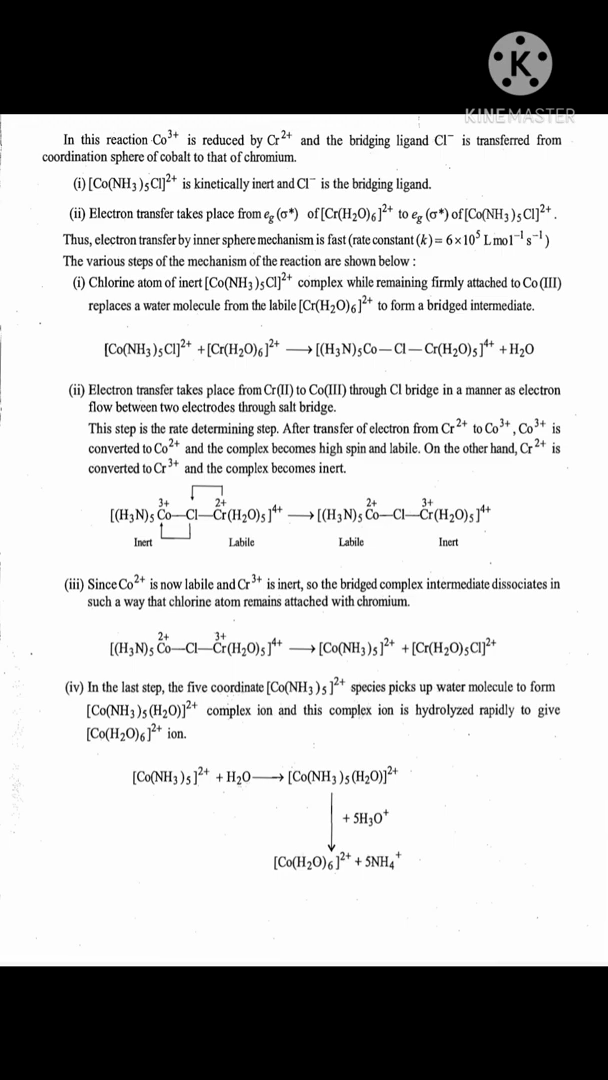 K
KINEMASTER
In this reaction Co³⁺ is reduced by Cr²⁺ and the bridging ligand Cl⁻ is transferred from
coordination sphere of cobalt to that of chromium.
(i) [Co(NH₃)₅Cl]²⁺ is kinetically inert and Cl⁻ is the bridging ligand.
(ii) Electron transfer takes place from e_g (σ*) of [Cr(H₂O)₆]²⁺ to e_g (σ*) of [Co(NH₃)₅Cl]²⁺.
Thus, electron transfer by inner sphere mechanism is fast (rate constant (k) = 6×10⁵ L mol⁻¹ s⁻¹)
The various steps of the mechanism of the reaction are shown below :
(i) Chlorine atom of inert [Co(NH₃)₅Cl]²⁺ complex while remaining firmly attached to Co (III)
replaces a water molecule from the labile [Cr(H₂O)₆]²⁺ to form a bridged intermediate.
[Co(NH₃)₅Cl]²⁺ + [Cr(H₂O)₆]²⁺ ⟶ [(H₃N)₅Co—Cl—Cr(H₂O)₅]⁴⁺ + H₂O
(ii) Electron transfer takes place from Cr(II) to Co(III) through Cl bridge in a manner as electron
flow between two electrodes through salt bridge.
This step is the rate determining step. After transfer of electron from Cr²⁺ to Co³⁺, Co³⁺ is
converted to Co²⁺ and the complex becomes high spin and labile. On the other hand, Cr²⁺ is
converted to Cr³⁺ and the complex becomes inert.
3+ 2+ 2+ 3+
[(H₃N)₅Co—Cl—Cr(H₂O)₅]⁴⁺ ⟶ [(H₃N)₅Co—Cl—Cr(H₂O)₅]⁴⁺
Inert Labile Labile Inert
(iii) Since Co²⁺ is now labile and Cr³⁺ is inert, so the bridged complex intermediate dissociates in
such a way that chlorine atom remains attached with chromium.
2+ 3+
[(H₃N)₅Co—Cl—Cr(H₂O)₅]⁴⁺ ⟶ [Co(NH₃)₅]²⁺ + [Cr(H₂O)₅Cl]²⁺
(iv) In the last step, the five coordinate [Co(NH₃)₅]²⁺ species picks up water molecule to form
[Co(NH₃)₅(H₂O)]²⁺ complex ion and this complex ion is hydrolyzed rapidly to give
[Co(H₂O)₆]²⁺ ion.
[Co(NH₃)₅]²⁺ + H₂O ⟶ [Co(NH₃)₅(H₂O)]²⁺
+ 5H₃O⁺
[Co(H₂O)₆]²⁺ + 5NH₄⁺